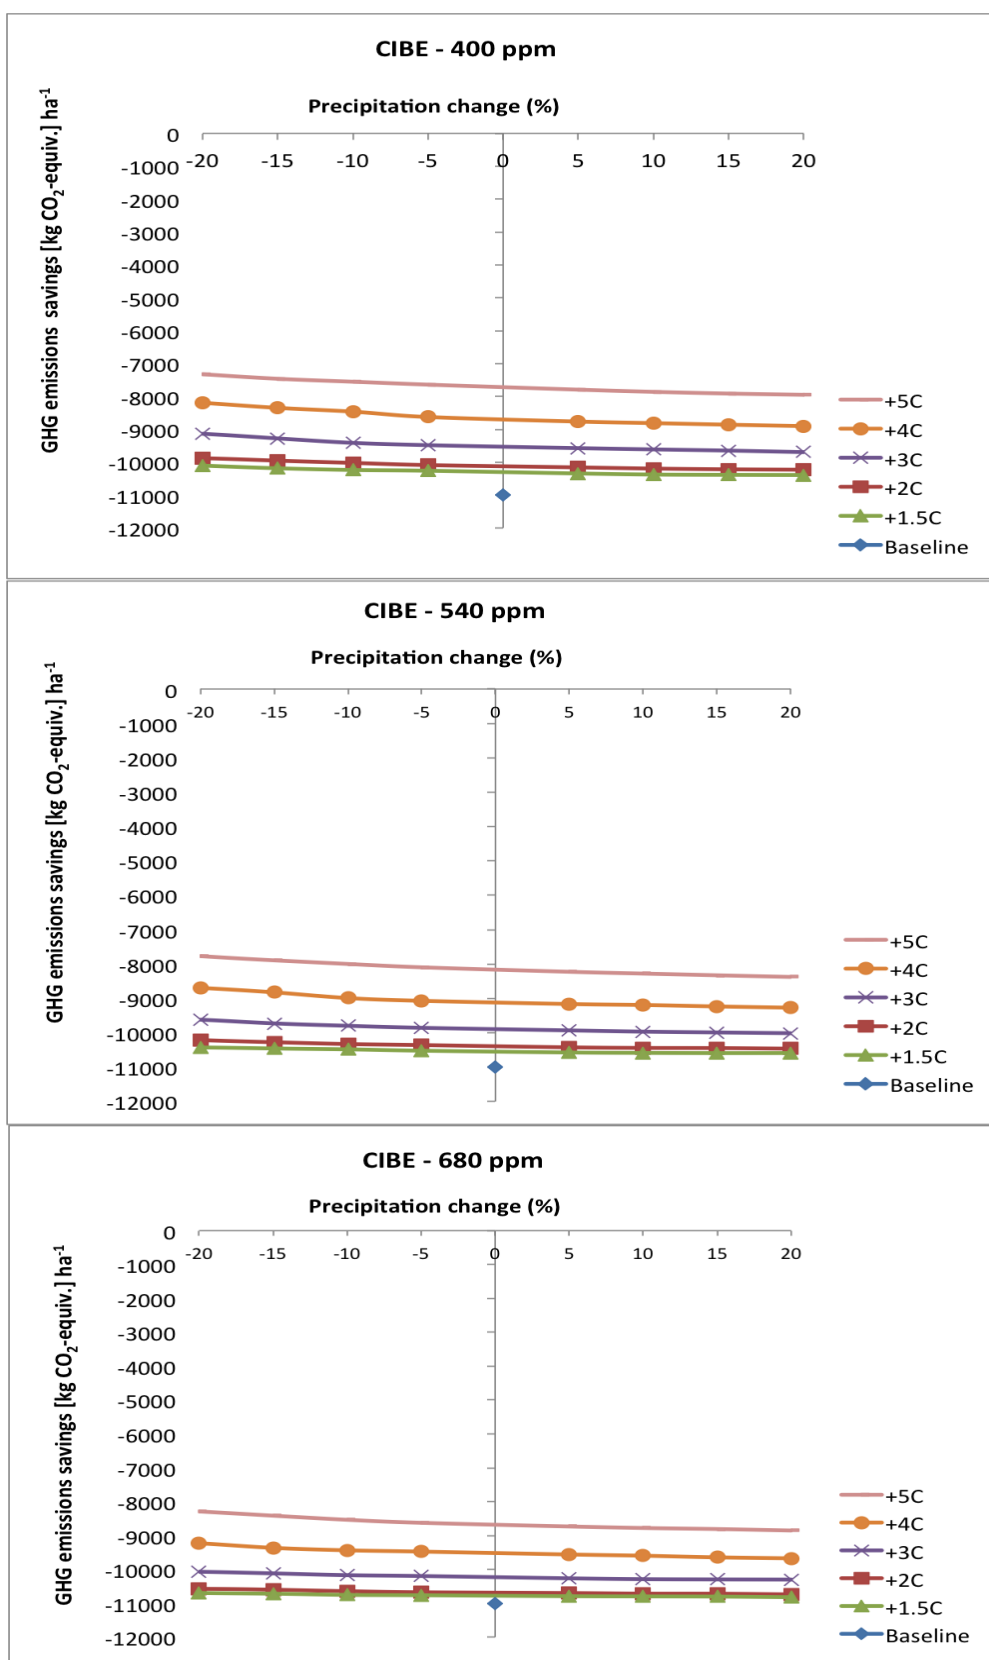 CIBE - 400 ppm
Precipitation change (%)
GHG emissions savings [kg CO2-equiv.] ha-1
0
-1000
-2000
-3000
-4000
-5000
-6000
-7000
-8000
-9000
-10000
-11000
-12000
-20 -15 -10 -5 0 5 10 15 20
+5C
+4C
+3C
+2C
+1.5C
Baseline
CIBE - 540 ppm
Precipitation change (%)
GHG emissions savings [kg CO2-equiv.] ha-1
0
-1000
-2000
-3000
-4000
-5000
-6000
-7000
-8000
-9000
-10000
-11000
-12000
-20 -15 -10 -5 0 5 10 15 20
+5C
+4C
+3C
+2C
+1.5C
Baseline
CIBE - 680 ppm
Precipitation change (%)
GHG emissions savings [kg CO2-equiv.] ha-1
0
-1000
-2000
-3000
-4000
-5000
-6000
-7000
-8000
-9000
-10000
-11000
-12000
-20 -15 -10 -5 0 5 10 15 20
+5C
+4C
+3C
+2C
+1.5C
Baseline